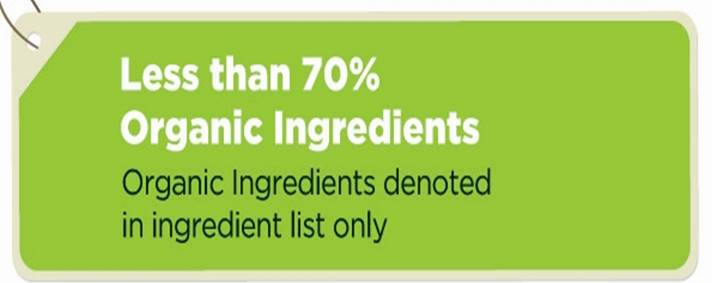 Less than 70%
Organic Ingredients
Organic Ingredients denoted
in ingredient list only